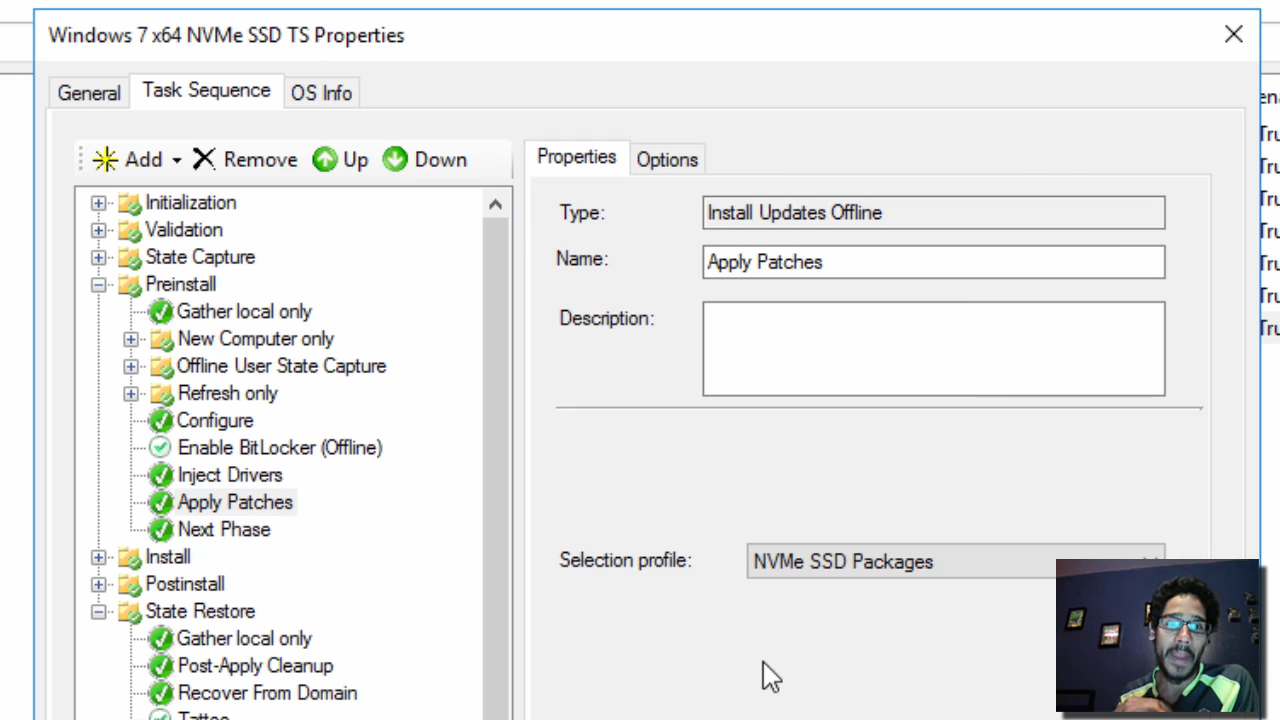 Windows 7 x64 NVMe SSD TS Properties
General
Task Sequence
OS Info
Add
Remove
Up
Down
Initialization
Validation
State Capture
Preinstall
Gather local only
New Computer only
Offline User State Capture
Refresh only
Configure
Enable BitLocker (Offline)
Inject Drivers
Apply Patches
Next Phase
Install
Postinstall
State Restore
Gather local only
Post-Apply Cleanup
Recover From Domain
Properties
Options
Type:
Install Updates Offline
Name:
Apply Patches
Description:
Selection profile:
NVMe SSD Packages